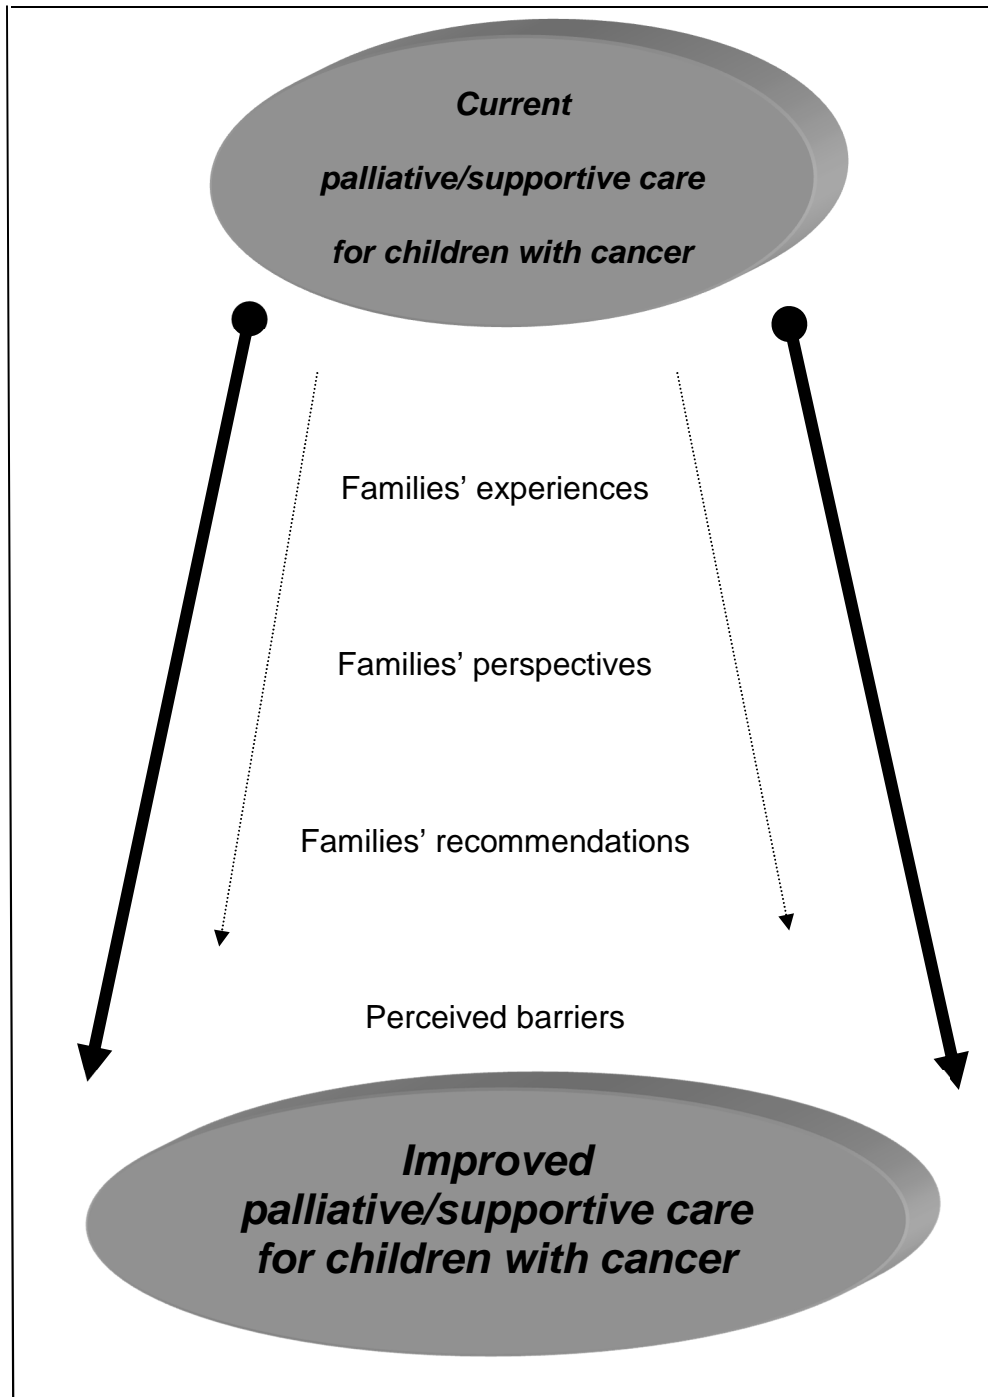 Current
palliative/supportive care
for children with cancer
Families’ experiences
Families’ perspectives
Families’ recommendations
Perceived barriers
Improved
palliative/supportive care
for children with cancer